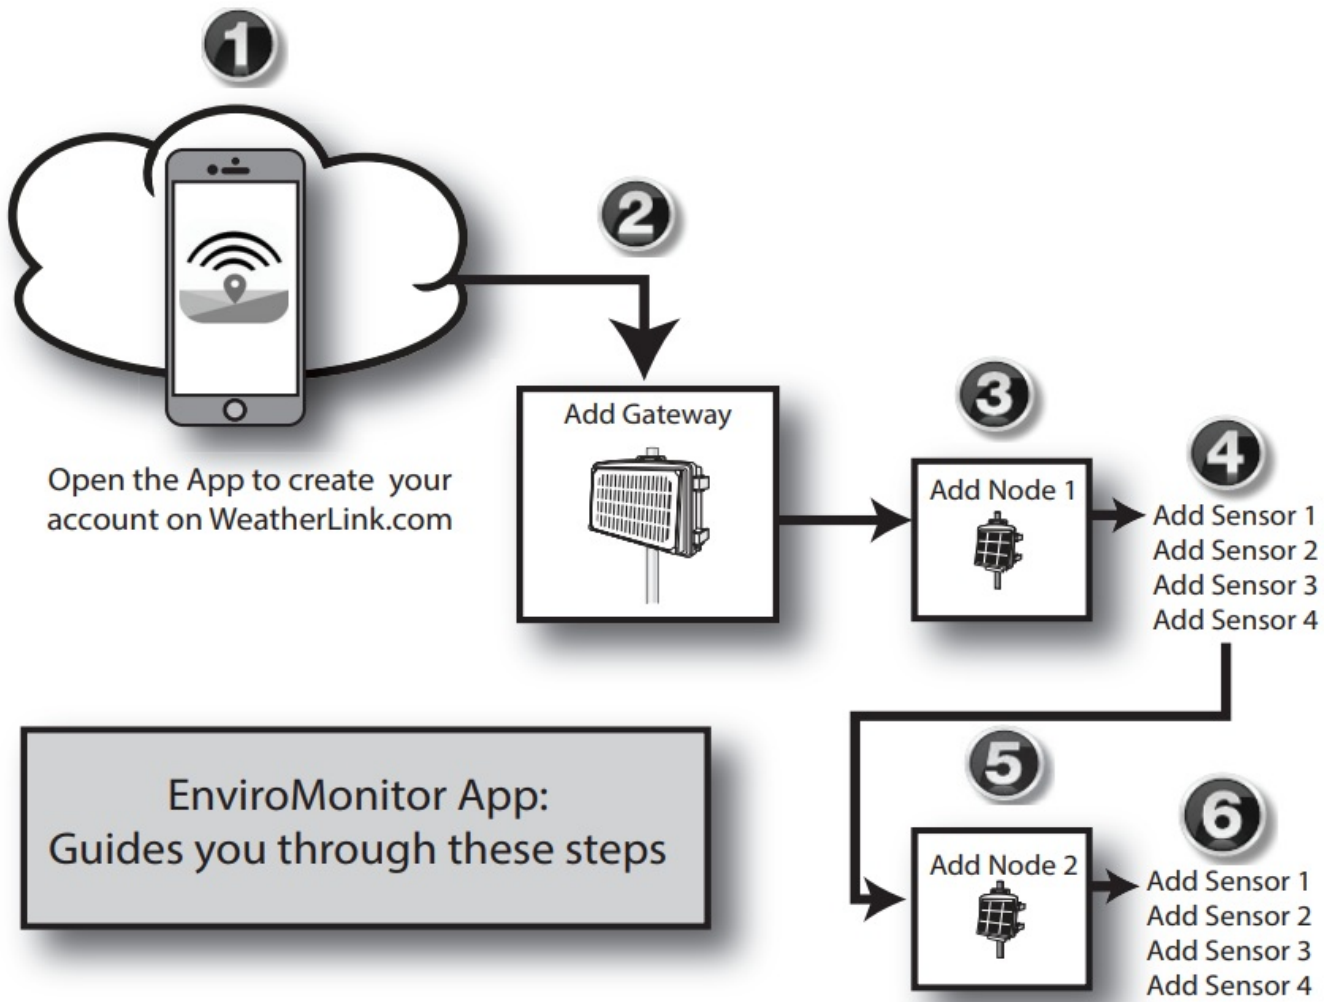 1
Open the App to create your
account on WeatherLink.com
2
Add Gateway
3
Add Node 1
4
Add Sensor 1
Add Sensor 2
Add Sensor 3
Add Sensor 4
5
Add Node 2
6
Add Sensor 1
Add Sensor 2
Add Sensor 3
Add Sensor 4
EnviroMonitor App:
Guides you through these steps